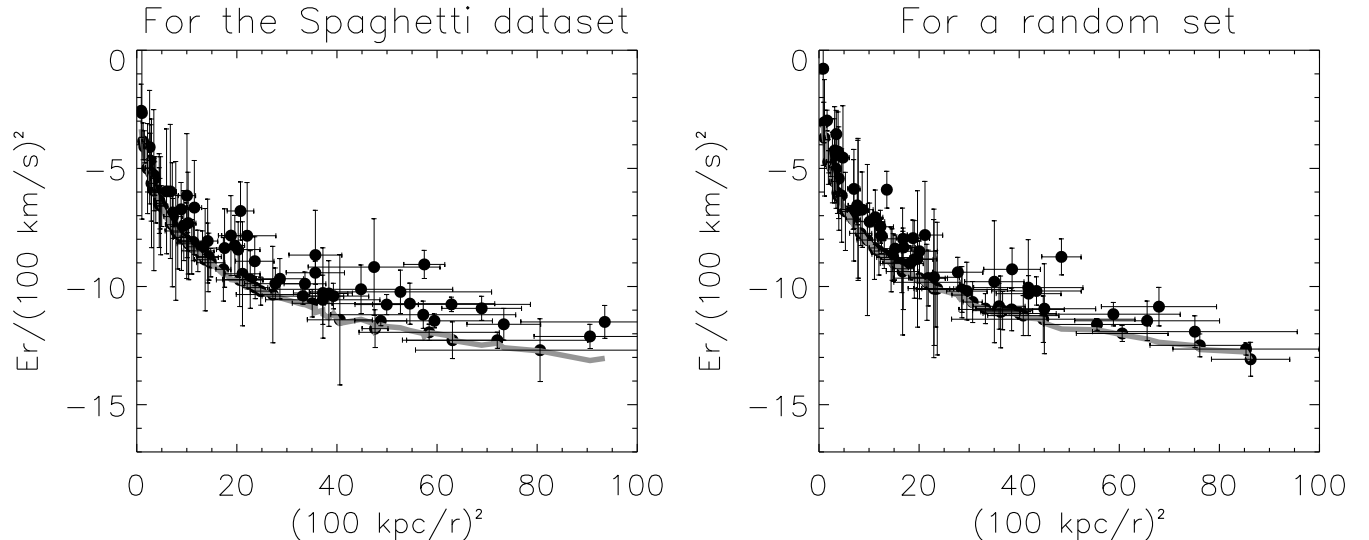 For the Spaghetti dataset
0
−5
−10
−15
Er/(100 km/s)²
0 20 40 60 80 100
(100 kpc/r)²
For a random set
0
−5
−10
−15
Er/(100 km/s)²
0 20 40 60 80 100
(100 kpc/r)²